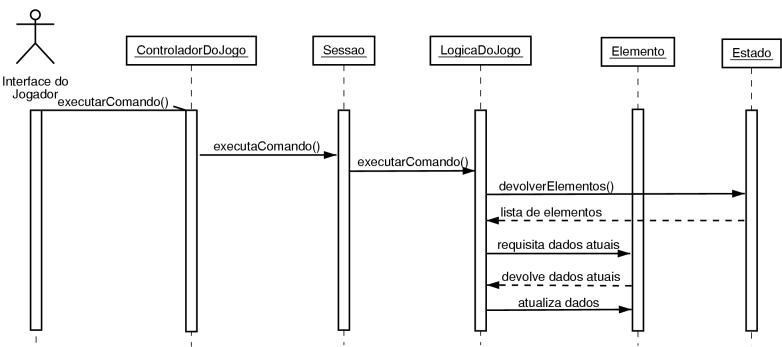 ControladorDoJogo
Sessao
LogicaDoJogo
Elemento
Estado
Interface do
Jogador
executarComando()
executaComando()
executarComando()
devolverElementos()
lista de elementos
requisita dados atuais
devolve dados atuais
atualiza dados